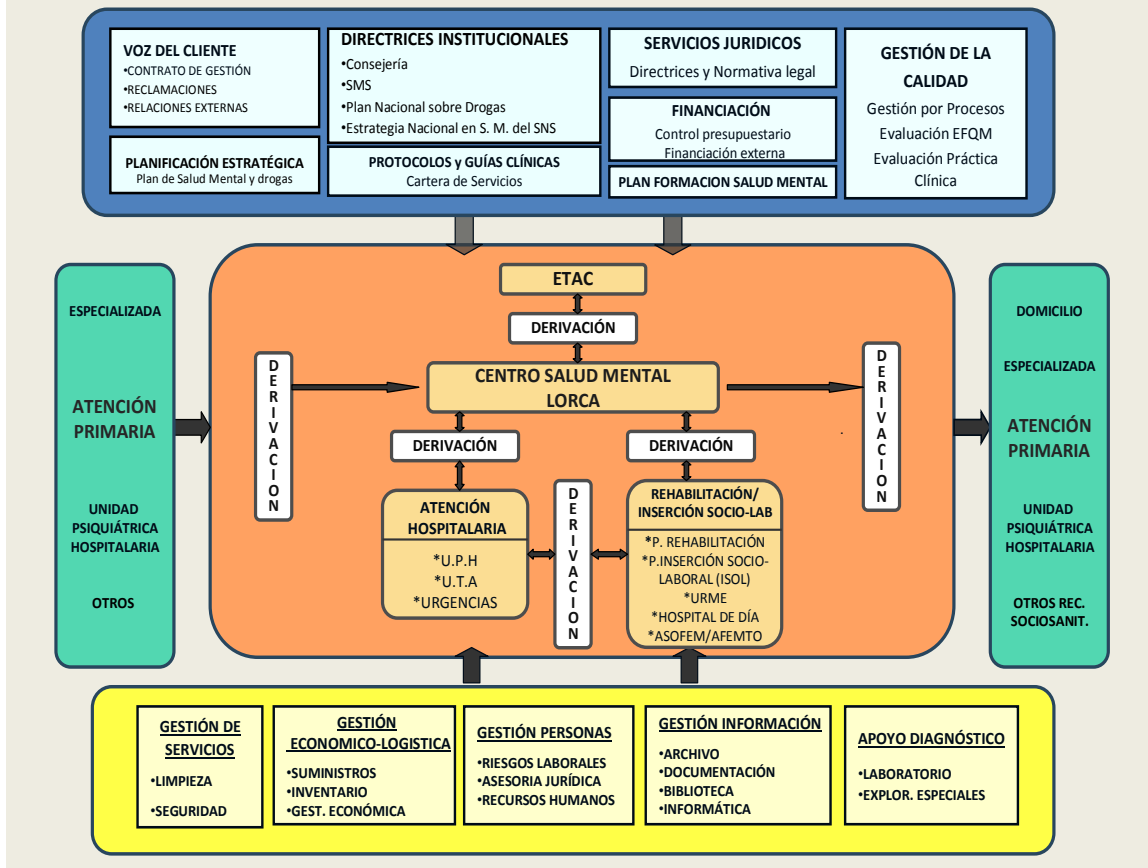 VOZ DEL CLIENTE
•CONTRATO DE GESTIÓN
•RECLAMACIONES
•RELACIONES EXTERNAS
PLANIFICACIÓN ESTRATÉGICA
Plan de Salud Mental y drogas
DIRECTRICES INSTITUCIONALES
•Consejería
•SMS
•Plan Nacional sobre Drogas
•Estrategia Nacional en S. M. del SNS
PROTOCOLOS y GUÍAS CLÍNICAS
Cartera de Servicios
SERVICIOS JURIDICOS
Directrices y Normativa legal
FINANCIACIÓN
Control presupuestario
Financiación externa
PLAN FORMACION SALUD MENTAL
GESTIÓN DE LA
CALIDAD
Gestión por Procesos
Evaluación EFQM
Evaluación Práctica
Clínica
ESPECIALIZADA
ATENCIÓN
PRIMARIA
UNIDAD
PSIQUIÁTRICA
HOSPITALARIA
OTROS
DERIVACION
ETAC
DERIVACIÓN
CENTRO SALUD MENTAL
LORCA
DERIVACIÓN
DERIVACIÓN
ATENCIÓN
HOSPITALARIA
*U.P.H
*U.T.A
*URGENCIAS
DERIVACION
REHABILITACIÓN/
INSERCIÓN SOCIO-LAB
*P. REHABILITACIÓN
*P.INSERCIÓN SOCIO-
LABORAL (ISOL)
*URME
*HOSPITAL DE DÍA
*ASOFEM/AFEMTO
DERIVACION
DOMICILIO
ESPECIALIZADA
ATENCIÓN
PRIMARIA
UNIDAD
PSIQUIÁTRICA
HOSPITALARIA
OTROS REC.
SOCIOSANIT.
GESTIÓN DE
SERVICIOS
•LIMPIEZA
•SEGURIDAD
GESTIÓN
ECONOMICO-LOGISTICA
•SUMINISTROS
•INVENTARIO
•GEST. ECONÓMICA
GESTIÓN PERSONAS
•RIESGOS LABORALES
•ASESORIA JURÍDICA
•RECURSOS HUMANOS
GESTIÓN INFORMACIÓN
•ARCHIVO
•DOCUMENTACIÓN
•BIBLIOTECA
•INFORMÁTICA
APOYO DIAGNÓSTICO
•LABORATORIO
•EXPLOR. ESPECIALES